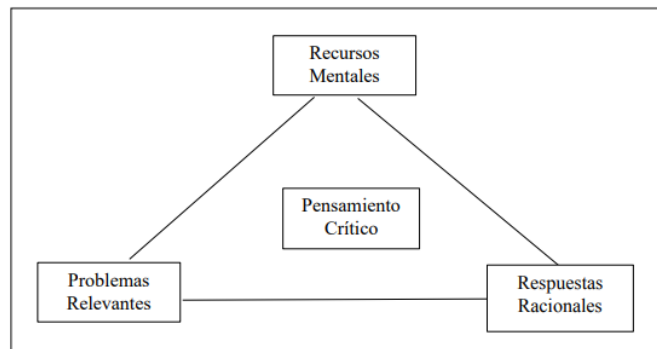 Recursos
Mentales
Pensamiento
Crítico
Problemas
Relevantes
Respuestas
Racionales